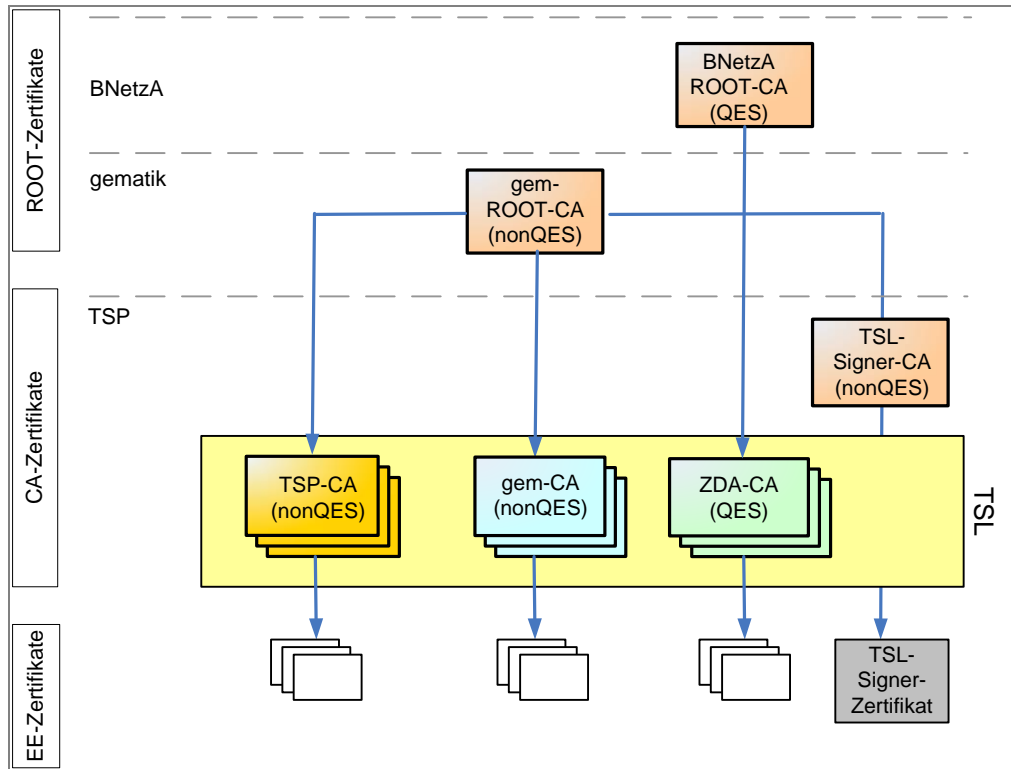 ROOT-Zertifikate
BNetzA
BNetzA
ROOT-CA
(QES)
gematik
gem-
ROOT-CA
(nonQES)
CA-Zertifikate
TSP
TSL-
Signer-CA
(nonQES)
TSP-CA
(nonQES)
gem-CA
(nonQES)
ZDA-CA
(QES)
TSL
EE-Zertifikate
TSL-
Signer-
Zertifikat